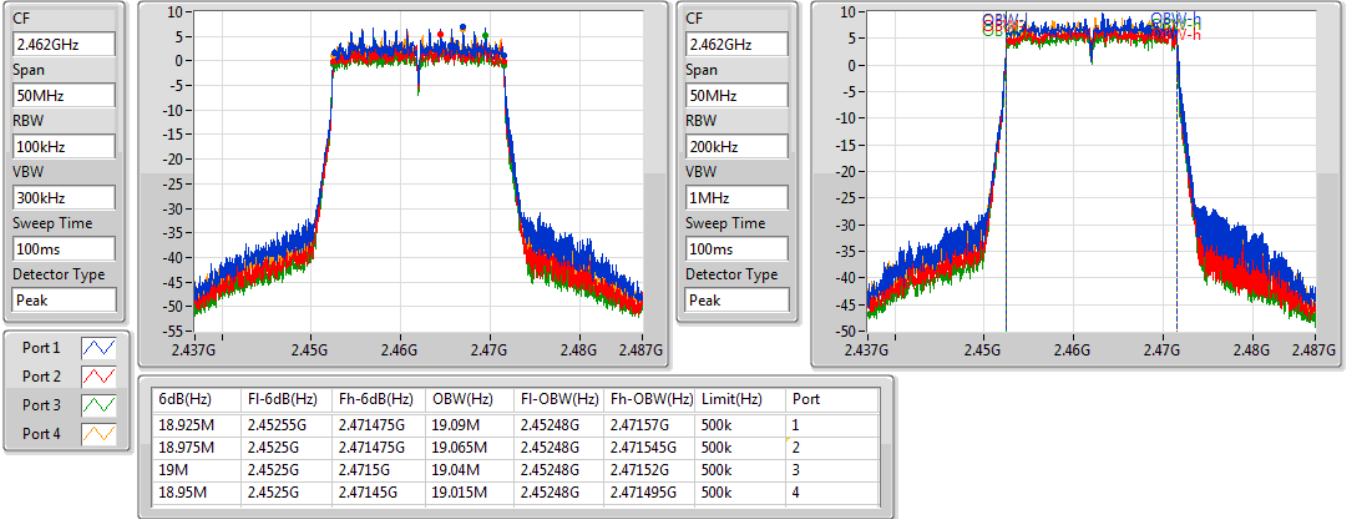 CF
2.462GHz
Span
50MHz
RBW
100kHz
VBW
300kHz
Sweep Time
100ms
Detector Type
Peak
10
5
0
-5
-10
-15
-20
-25
-30
-35
-40
-45
-50
-55
2.437G 2.45G 2.46G 2.47G 2.48G 2.487G
CF
2.462GHz
Span
50MHz
RBW
200kHz
VBW
1MHz
Sweep Time
100ms
Detector Type
Peak
10
5
0
-5
-10
-15
-20
-25
-30
-35
-40
-45
-50
OBW-h
OBW-h
2.437G 2.45G 2.46G 2.47G 2.48G 2.487G
Port 1
Port 2
Port 3
Port 4
6dB(Hz) Fl-6dB(Hz) Fh-6dB(Hz) OBW(Hz) Fl-OBW(Hz) Fh-OBW(Hz) Limit(Hz) Port
18.925M 2.45255G 2.471475G 19.09M 2.45248G 2.47157G 500k 1
18.975M 2.4525G 2.471475G 19.065M 2.45248G 2.471545G 500k 2
19M 2.4525G 2.4715G 19.04M 2.45248G 2.47152G 500k 3
18.95M 2.4525G 2.47145G 19.015M 2.45248G 2.471495G 500k 4